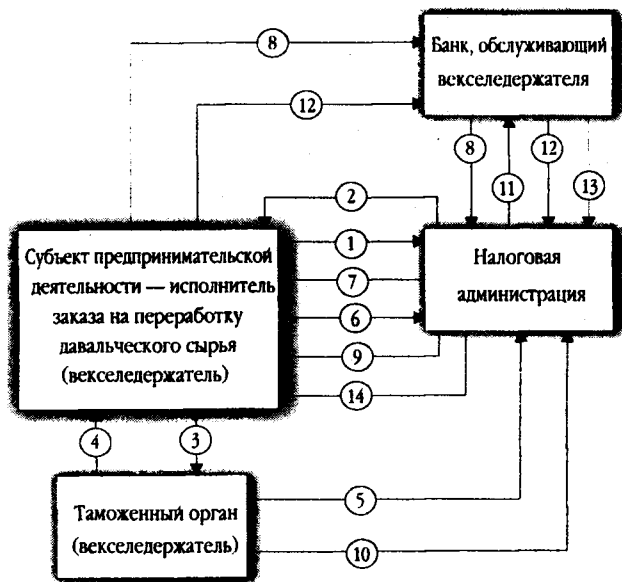 8
Банк, обслуживающий
векселедержателя
12
8
11
12
13
2
Субъект предпринимательской
деятельности — исполнитель
заказа на переработку
давальческого сырья
(векселедержатель)
1
7
6
9
14
Налоговая
администрация
4
3
Таможенный орган
(векселедержатель)
5
10